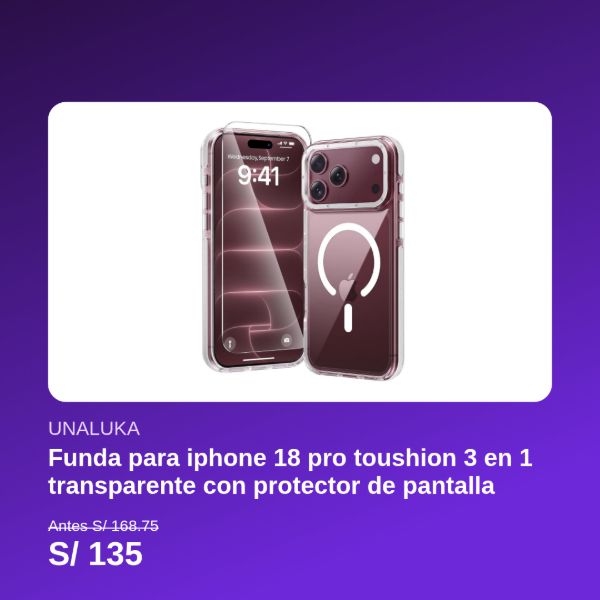 Wednesday, September 7
9:41
UNALUKA
Funda para iphone 18 pro toushion 3 en 1
transparente con protector de pantalla
Antes S/ 168.75
S/ 135